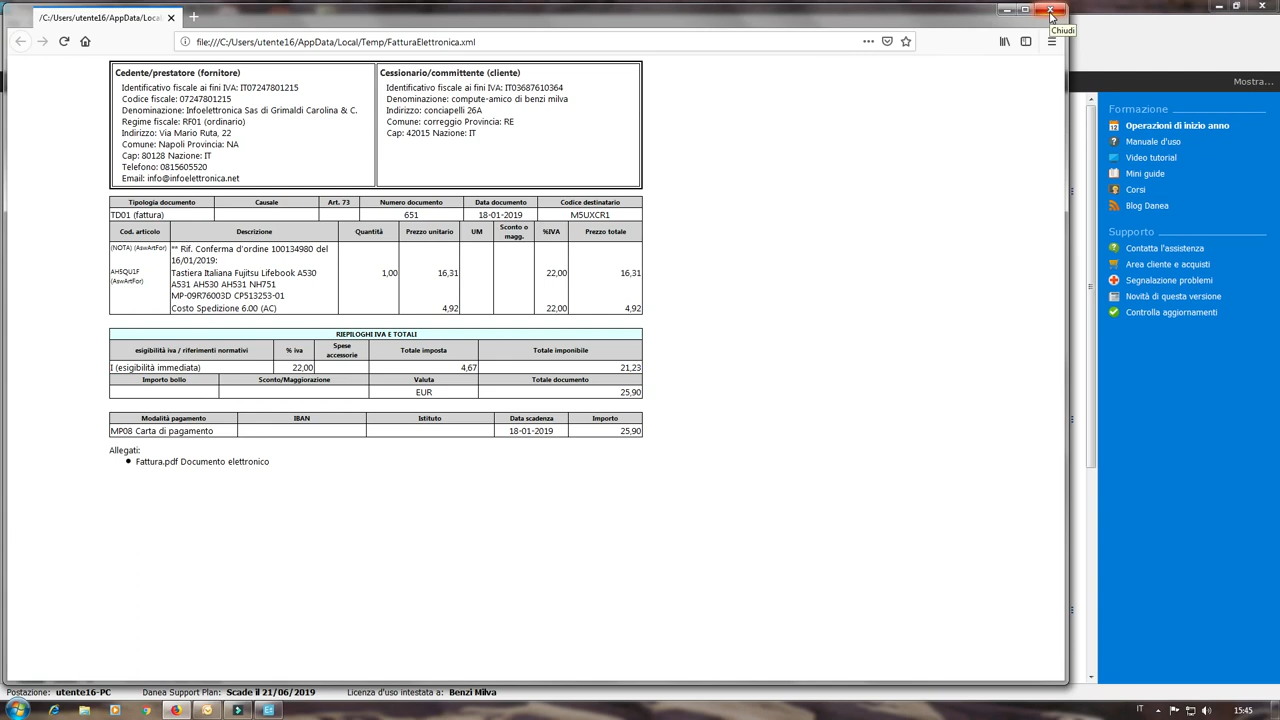 /C:/Users/utente16/AppData/Loca
Chiudi
file:///C:/Users/utente16/AppData/Local/Temp/FatturaElettronica.xml
Mostra...
Cedente/prestatore (fornitore)
Identificativo fiscale ai fini IVA: IT07247801215
Codice fiscale: 07247801215
Denominazione: Infoelettronica Sas di Grimaldi Carolina & C.
Regime fiscale: RF01 (ordinario)
Indirizzo: Via Mario Ruta, 22
Comune: Napoli Provincia: NA
Cap: 80128 Nazione: IT
Telefono: 0815605520
Email: info@infoelettronica.net
Cessionario/committente (cliente)
Identificativo fiscale ai fini IVA: IT03687610364
Denominazione: compute-amico di benzi milva
Indirizzo: conciapelli 26A
Comune: correggio Provincia: RE
Cap: 42015 Nazione: IT
Tipologia documento Causale Art. 73 Numero documento Data documento Codice destinatario
TD01 (fattura) 651 18-01-2019 M5UXCR1
Cod. articolo Descrizione Quantità Prezzo unitario UM Sconto o magg. %IVA Prezzo totale
(NOTA) (AswArtFor) ** Rif. Conferma d'ordine 100134980 del
16/01/2019:
AH5QU1F (AswArtFor) Tastiera Italiana Fujitsu Lifebook A530 1,00 16,31 22,00 16,31
A531 AH530 AH531 NH751
MP-09R76003D CP513253-01
Costo Spedizione 6.00 (AC) 4,92 22,00 4,92
RIEPILOGHI IVA E TOTALI
esigibilità iva / riferimenti normativi % iva Spese accessorie Totale imposta Totale imponibile
I (esigibilità immediata) 22,00 4,67 21,23
Importo bollo Sconto/Maggiorazione Valuta Totale documento
EUR 25,90
Modalità pagamento IBAN Istituto Data scadenza Importo
MP08 Carta di pagamento 18-01-2019 25,90
Allegati:
Fattura.pdf Documento elettronico
Formazione
Operazioni di inizio anno
Manuale d'uso
Video tutorial
Mini guide
Corsi
Blog Danea
Supporto
Contatta l'assistenza
Area cliente e acquisti
Segnalazione problemi
Novità di questa versione
Controlla aggiornamenti
Postazione: utente16-PC Danea Support Plan: Scade il 21/06/2019 Licenza d'uso intestata a: Benzi Milva
IT 15:45